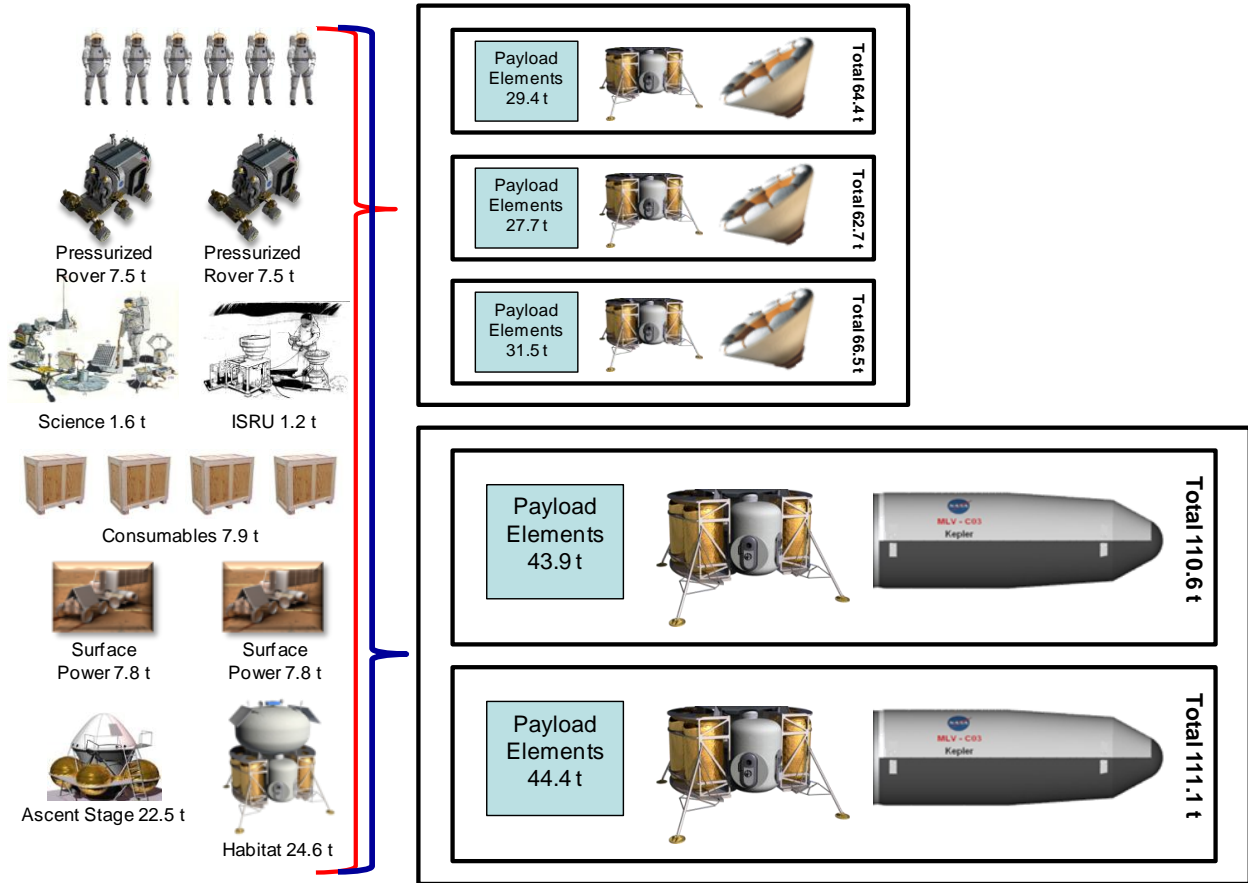 Pressurized
Rover 7.5 t
Pressurized
Rover 7.5 t
Science 1.6 t
ISRU 1.2 t
Consumables 7.9 t
Surface
Power 7.8 t
Surface
Power 7.8 t
Ascent Stage 22.5 t
Habitat 24.6 t
Payload
Elements
29.4 t
Total 64.4 t
Payload
Elements
27.7 t
Total 62.7 t
Payload
Elements
31.5 t
Total 66.5 t
Payload
Elements
43.9 t
NASA
MLV - C03
Kepler
Total 110.6 t
Payload
Elements
44.4 t
NASA
MLV - C03
Kepler
Total 111.1 t